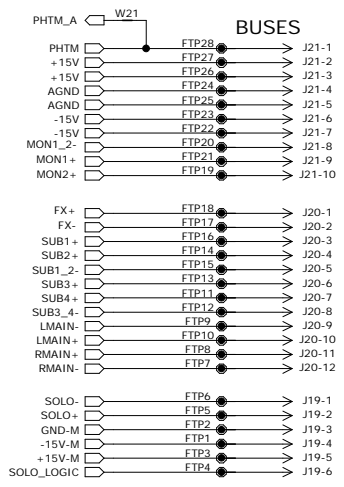 PHTM_A W21
BUSES
PHTM FTP28 J21-1
+15V FTP27 J21-2
+15V FTP26 J21-3
AGND FTP24 J21-4
AGND FTP25 J21-5
-15V FTP23 J21-6
-15V FTP22 J21-7
MON1_2- FTP20 J21-8
MON1+ FTP21 J21-9
MON2+ FTP19 J21-10
FX+ FTP18 J20-1
FX- FTP17 J20-2
SUB1+ FTP16 J20-3
SUB2+ FTP14 J20-4
SUB1_2- FTP15 J20-5
SUB3+ FTP13 J20-6
SUB4+ FTP11 J20-7
SUB3_4- FTP12 J20-8
LMAIN- FTP9 J20-9
LMAIN+ FTP10 J20-10
RMAIN+ FTP8 J20-11
RMAIN- FTP7 J20-12
SOLO- FTP6 J19-1
SOLO+ FTP5 J19-2
GND-M FTP2 J19-3
-15V-M FTP1 J19-4
+15V-M FTP3 J19-5
SOLO_LOGIC FTP4 J19-6